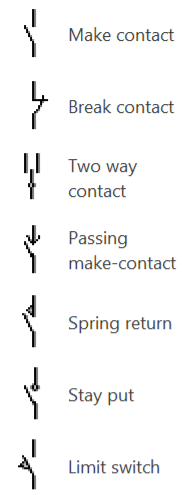 Make contact
Break contact
Two way
contact
Passing
make-contact
Spring return
Stay put
Limit switch